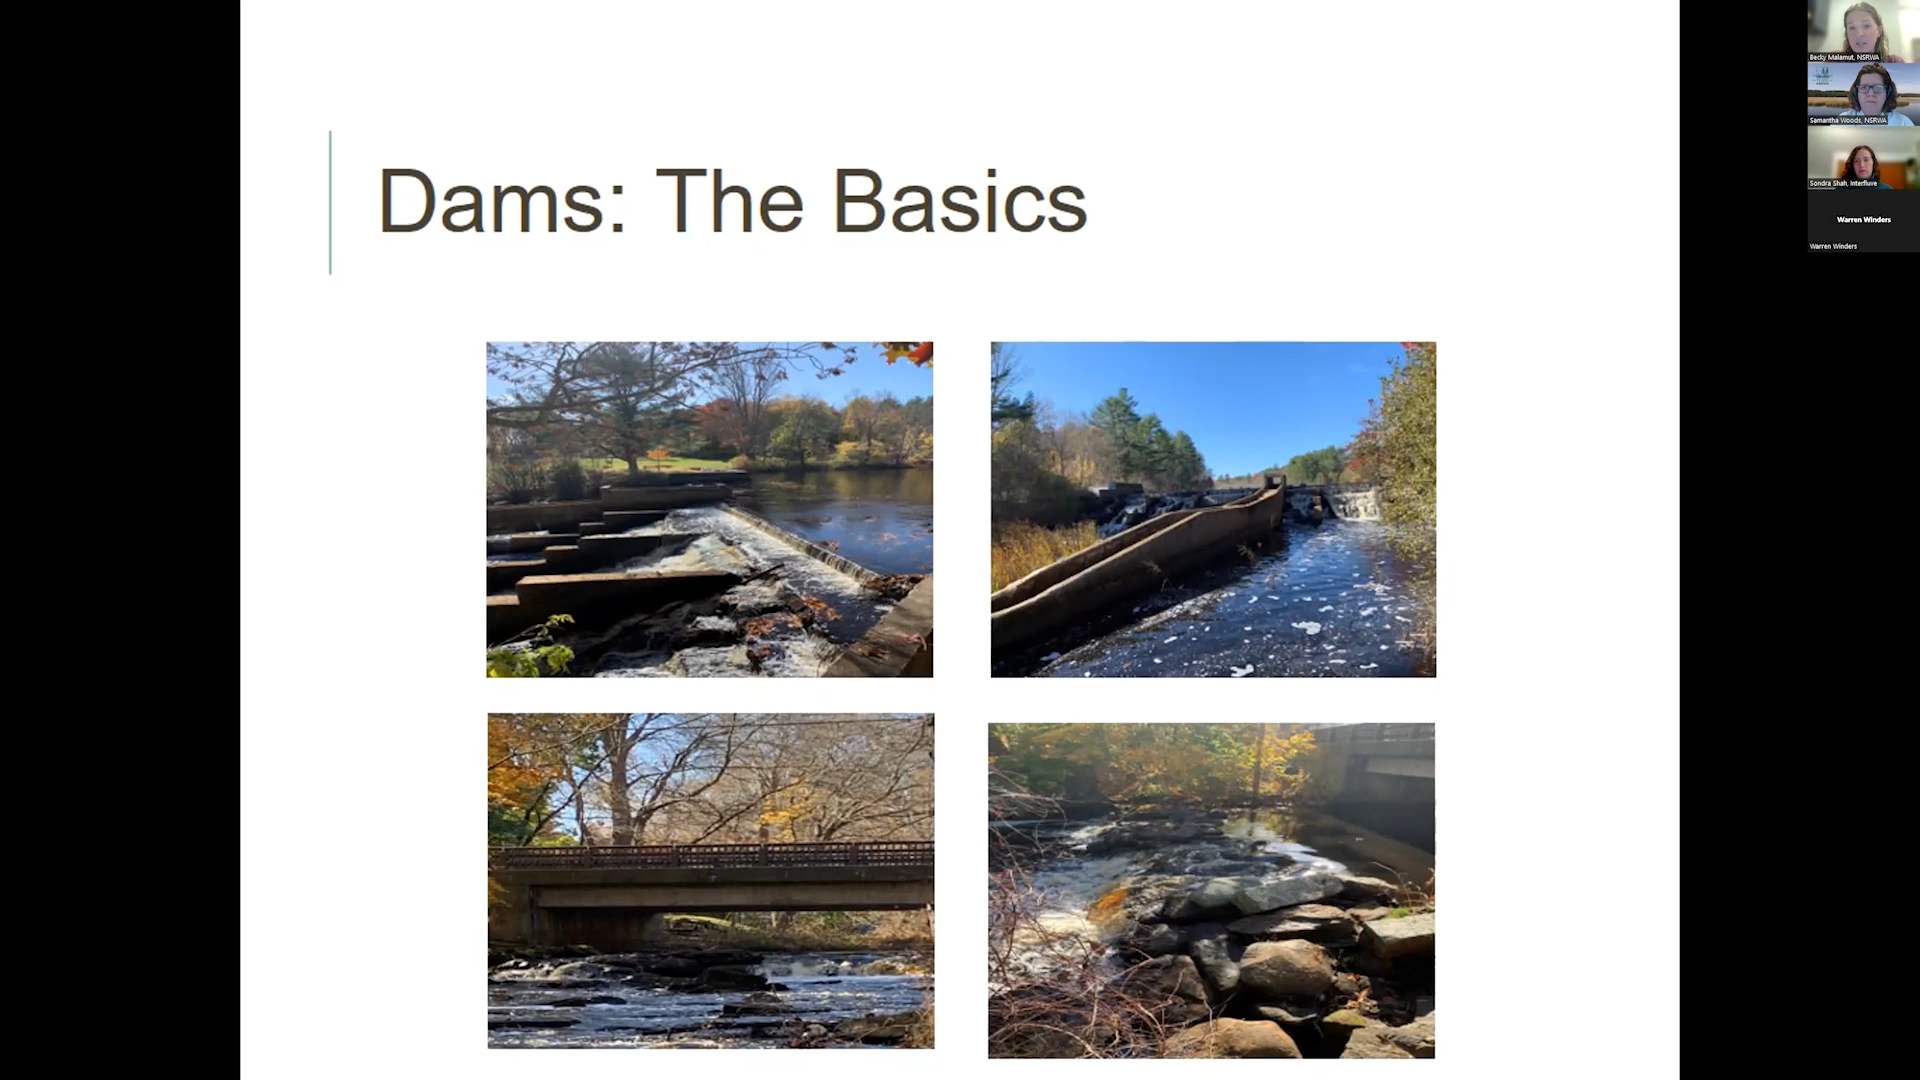 Dams: The Basics
Becky Malamut, NSRWA
Samantha Woods, NSRWA
Sondra Shah, Interfluve
Warren Winders
Warren Winders